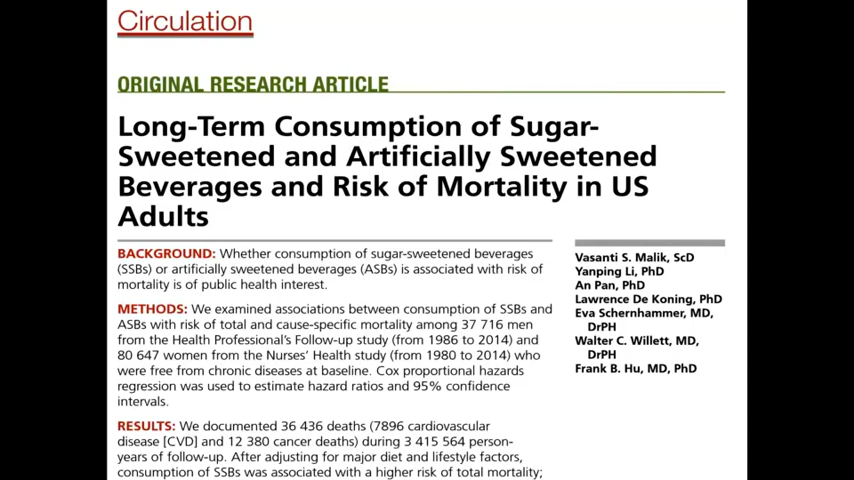 Circulation
ORIGINAL RESEARCH ARTICLE
Long-Term Consumption of Sugar-
Sweetened and Artificially Sweetened
Beverages and Risk of Mortality in US
Adults
BACKGROUND: Whether consumption of sugar-sweetened beverages
(SSBs) or artificially sweetened beverages (ASBs) is associated with risk of
mortality is of public health interest.
METHODS: We examined associations between consumption of SSBs and
ASBs with risk of total and cause-specific mortality among 37 716 men
from the Health Professional's Follow-up study (from 1986 to 2014) and
80 647 women from the Nurses' Health study (from 1980 to 2014) who
were free from chronic diseases at baseline. Cox proportional hazards
regression was used to estimate hazard ratios and 95% confidence
intervals.
RESULTS: We documented 36 436 deaths (7896 cardiovascular
disease [CVD] and 12 380 cancer deaths) during 3 415 564 person-
years of follow-up. After adjusting for major diet and lifestyle factors,
consumption of SSBs was associated with a higher risk of total mortality;
Vasanti S. Malik, ScD
Yanping Li, PhD
An Pan, PhD
Lawrence De Koning, PhD
Eva Schernhammer, MD,
DrPH
Walter C. Willett, MD,
DrPH
Frank B. Hu, MD, PhD